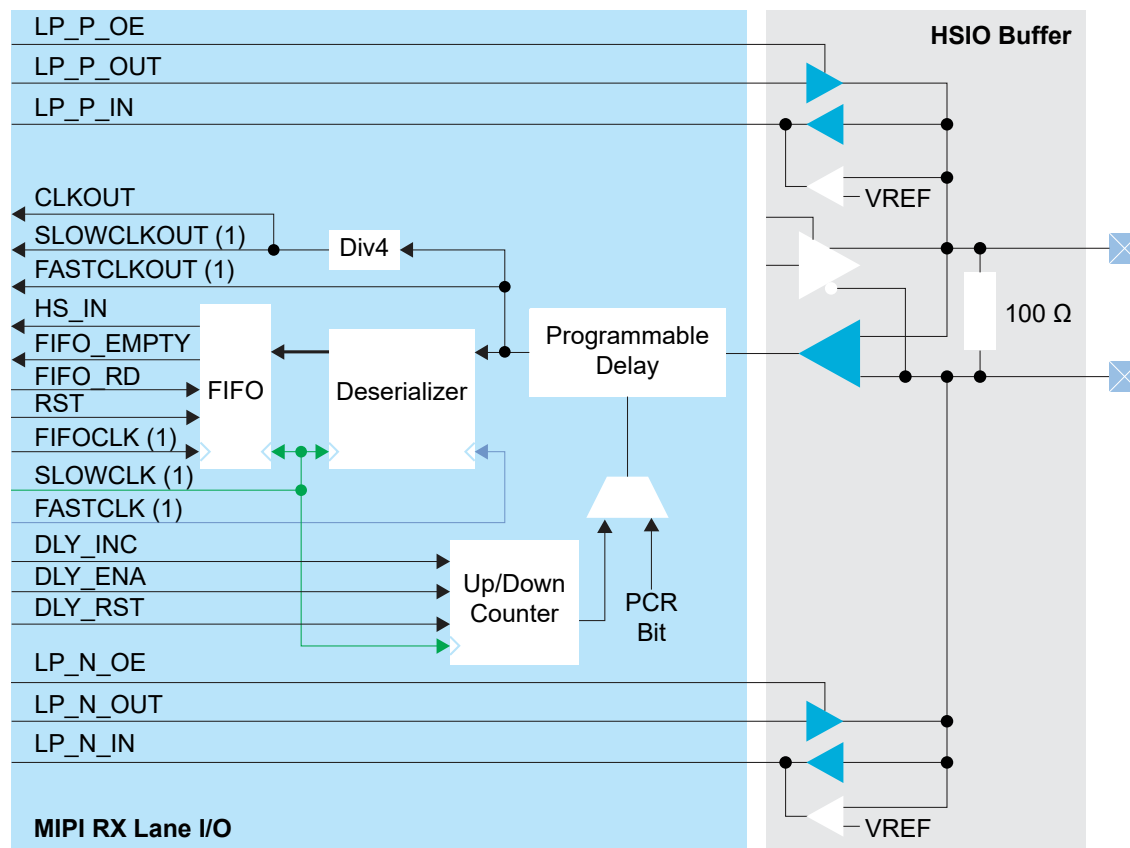 LP_P_OE
HSIO Buffer
LP_P_OUT
LP_P_IN
VREF
CLKOUT
SLOWCLKOUT (1)
Div4
FASTCLKOUT (1)
HS_IN
100 Ω
Programmable
Delay
FIFO_EMPTY
FIFO_RD
FIFO
Deserializer
RST
FIFOCLK (1)
SLOWCLK (1)
FASTCLK (1)
DLY_INC
DLY_ENA
DLY_RST
Up/Down
Counter
PCR
Bit
LP_N_OE
LP_N_OUT
LP_N_IN
MIPI RX Lane I/O
VREF